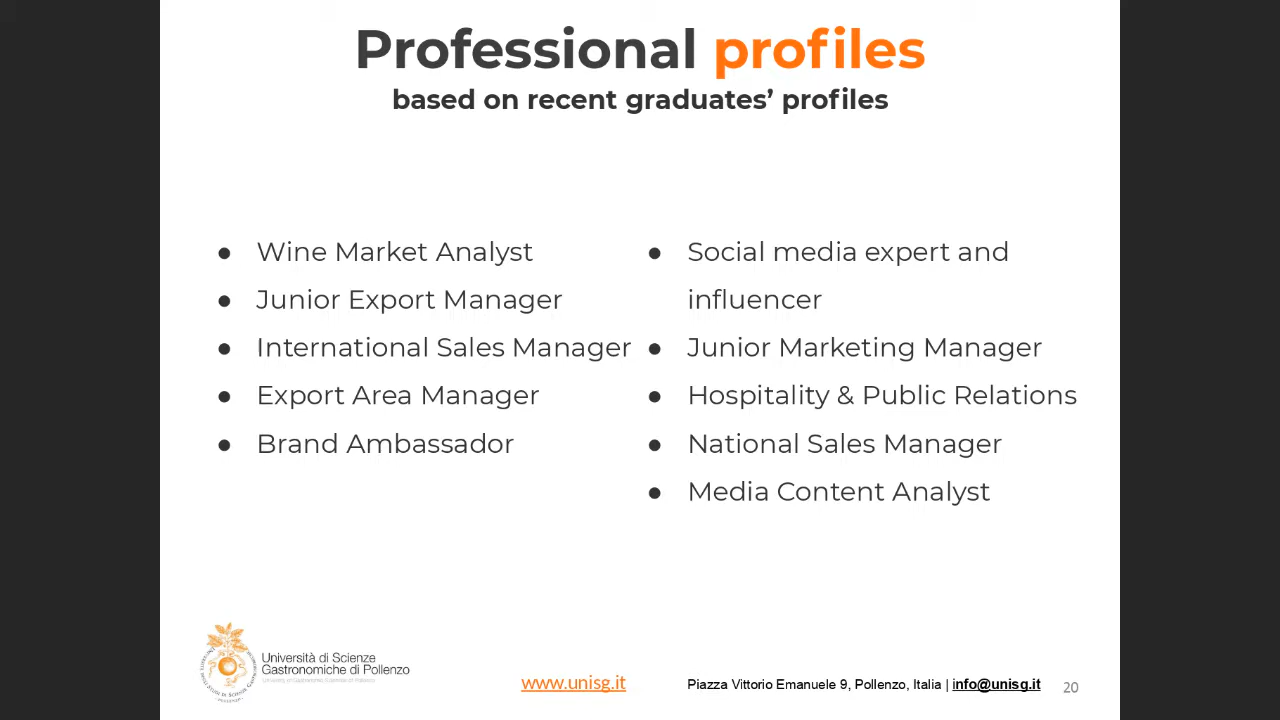 Professional profiles
based on recent graduates’ profiles
● Wine Market Analyst
● Junior Export Manager
● International Sales Manager
● Export Area Manager
● Brand Ambassador
● Social media expert and
influencer
● Junior Marketing Manager
● Hospitality & Public Relations
● National Sales Manager
● Media Content Analyst
Università di Scienze
Gastronomiche di Pollenzo
www.unisg.it
Piazza Vittorio Emanuele 9, Pollenzo, Italia | info@unisg.it
20